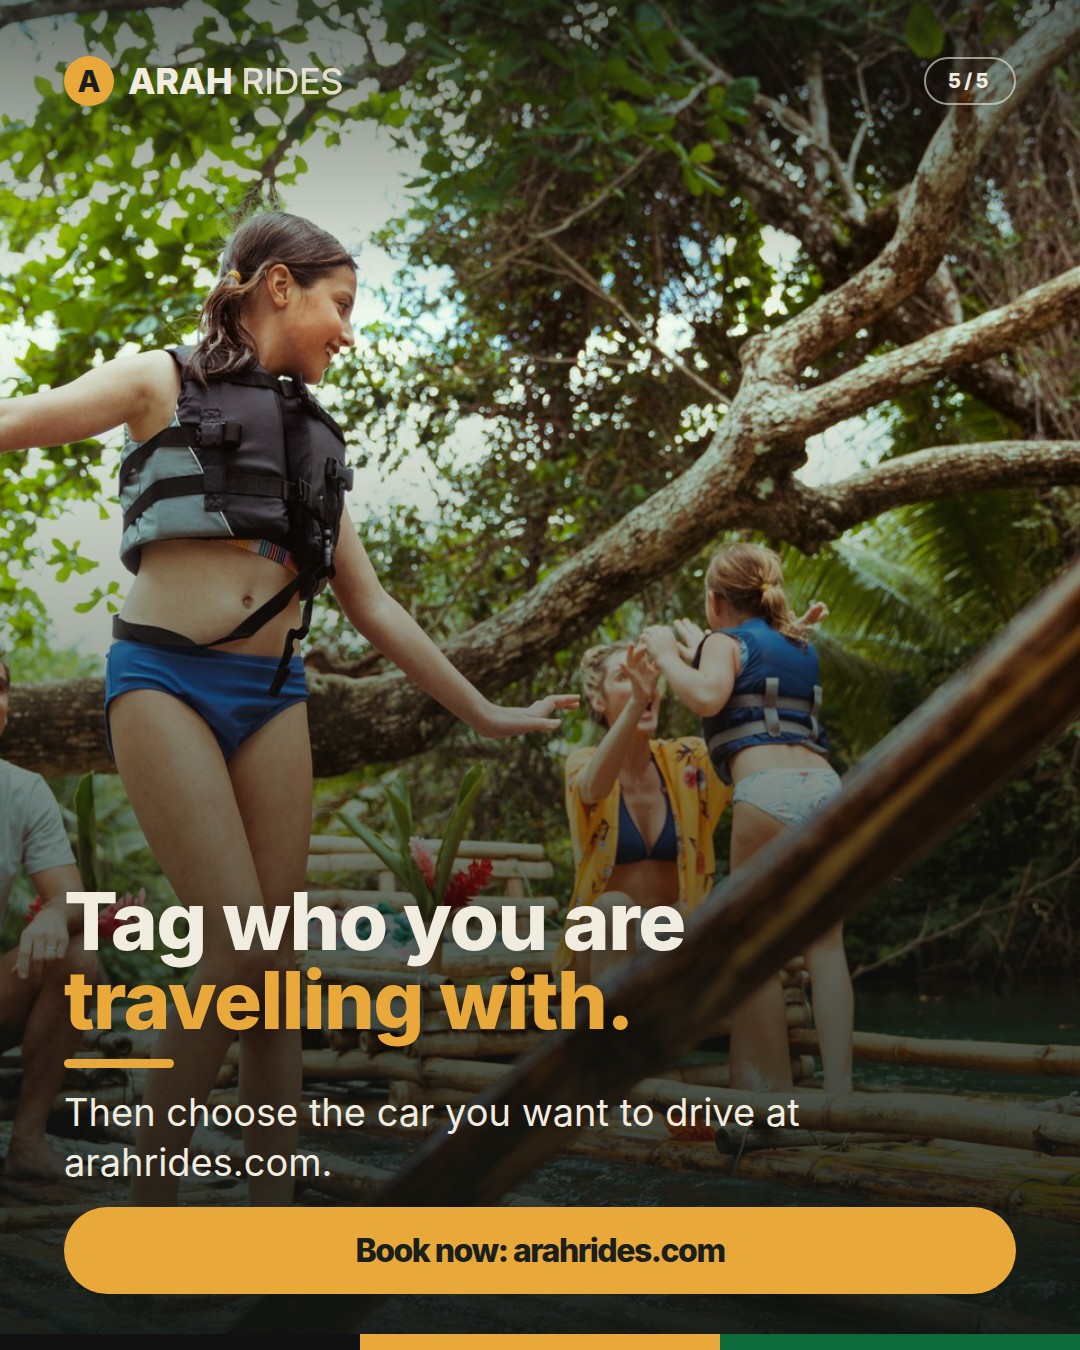 A ARAH RIDES
5/5
Tag who you are
travelling with.
Then choose the car you want to drive at
arahrides.com.
Book now: arahrides.com